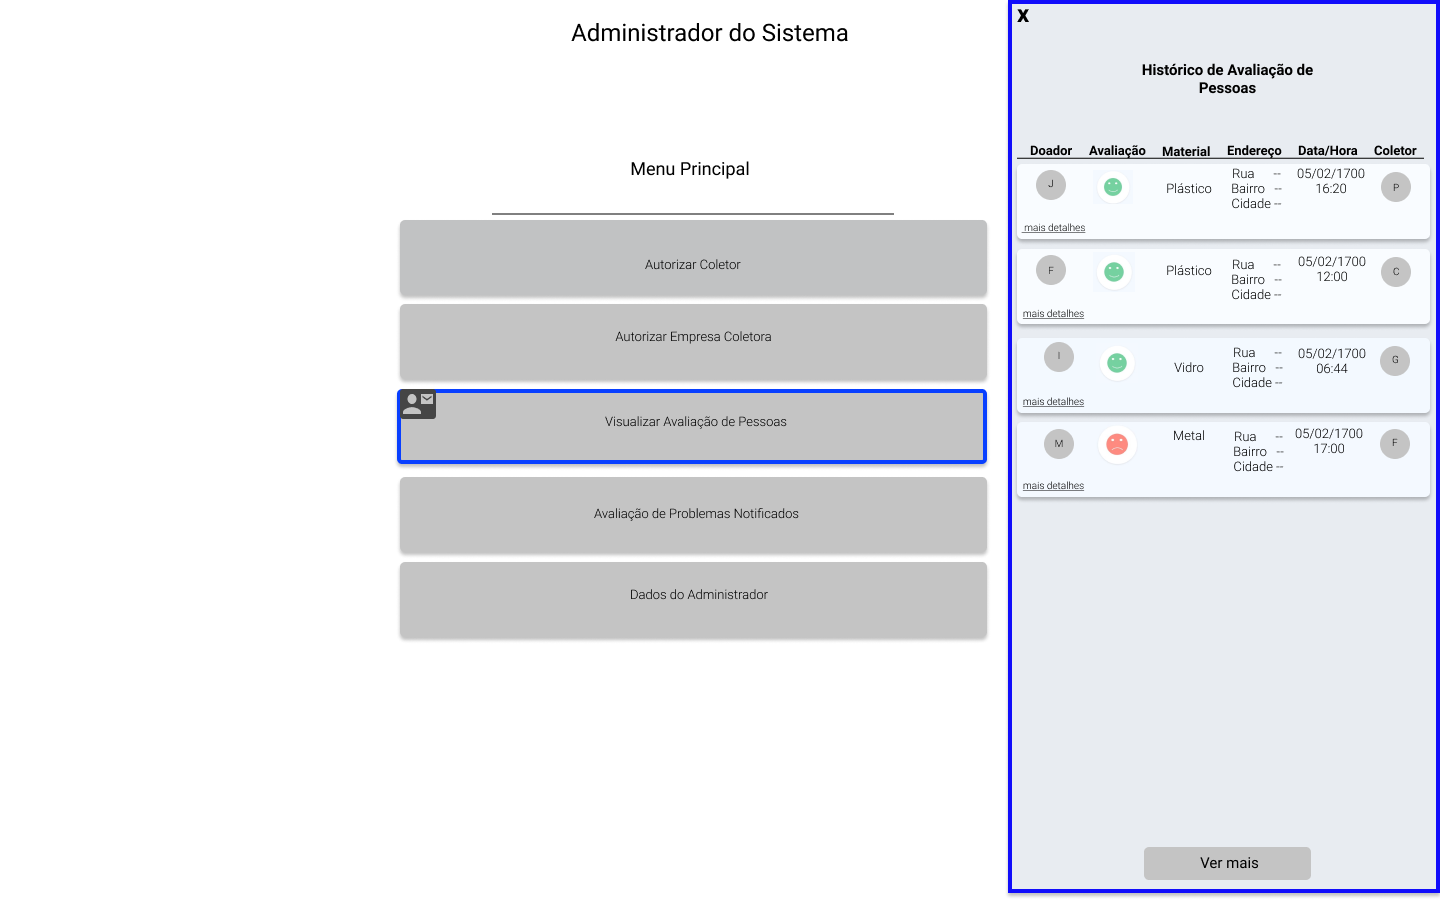 Administrador do Sistema
Menu Principal
Autorizar Coletor
Autorizar Empresa Coletora
Visualizar Avaliação de Pessoas
Avaliação de Problemas Notificados
Dados do Administrador
X
Histórico de Avaliação de
Pessoas
Doador Avaliação Material Endereço Data/Hora Coletor
J Plástico Rua -- 05/02/1700 P
Bairro -- 16:20
Cidade --
mais detalhes
F Plástico Rua -- 05/02/1700 C
Bairro -- 12:00
Cidade --
mais detalhes
I Vidro Rua -- 05/02/1700 G
Bairro -- 06:44
Cidade --
mais detalhes
M Metal Rua -- 05/02/1700 F
Bairro -- 17:00
Cidade --
mais detalhes
Ver mais